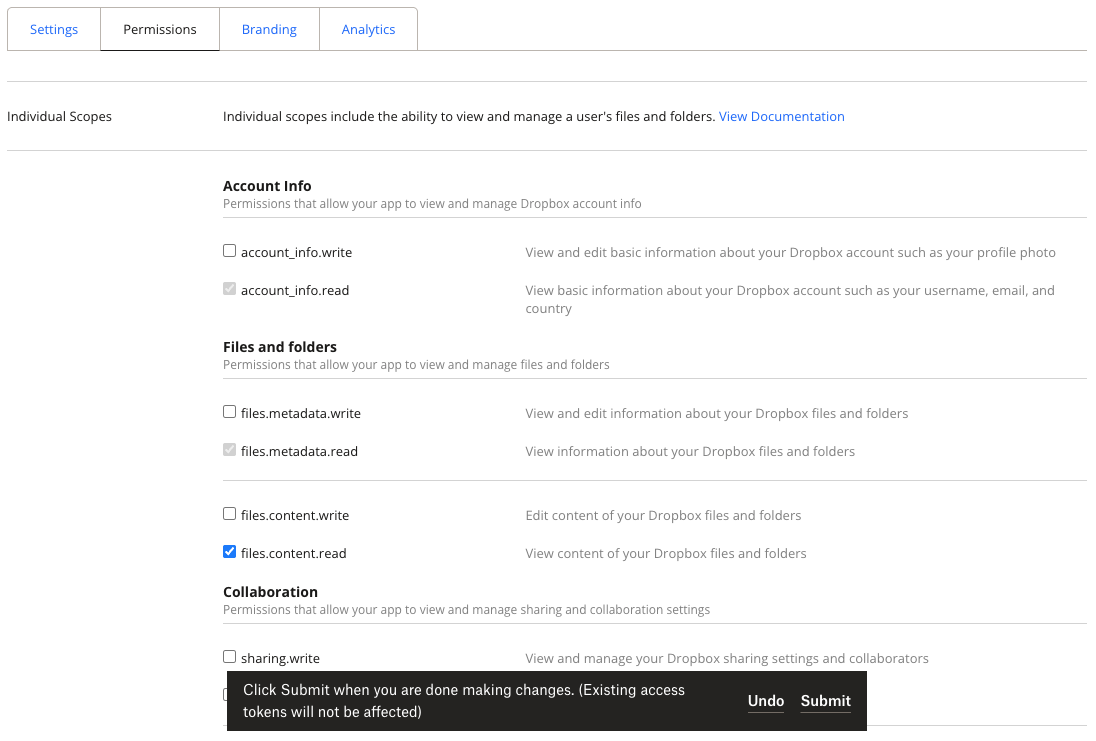 Settings
Permissions
Branding
Analytics
Individual Scopes
Individual scopes include the ability to view and manage a user's files and folders. View Documentation
Account Info
Permissions that allow your app to view and manage Dropbox account info
account_info.write
View and edit basic information about your Dropbox account such as your profile photo
account_info.read
View basic information about your Dropbox account such as your username, email, and
country
Files and folders
Permissions that allow your app to view and manage files and folders
files.metadata.write
View and edit information about your Dropbox files and folders
files.metadata.read
View information about your Dropbox files and folders
files.content.write
Edit content of your Dropbox files and folders
files.content.read
View content of your Dropbox files and folders
Collaboration
Permissions that allow your app to view and manage sharing and collaboration settings
sharing.write
View and manage your Dropbox sharing settings and collaborators
Click Submit when you are done making changes. (Existing access
tokens will not be affected)
Undo
Submit